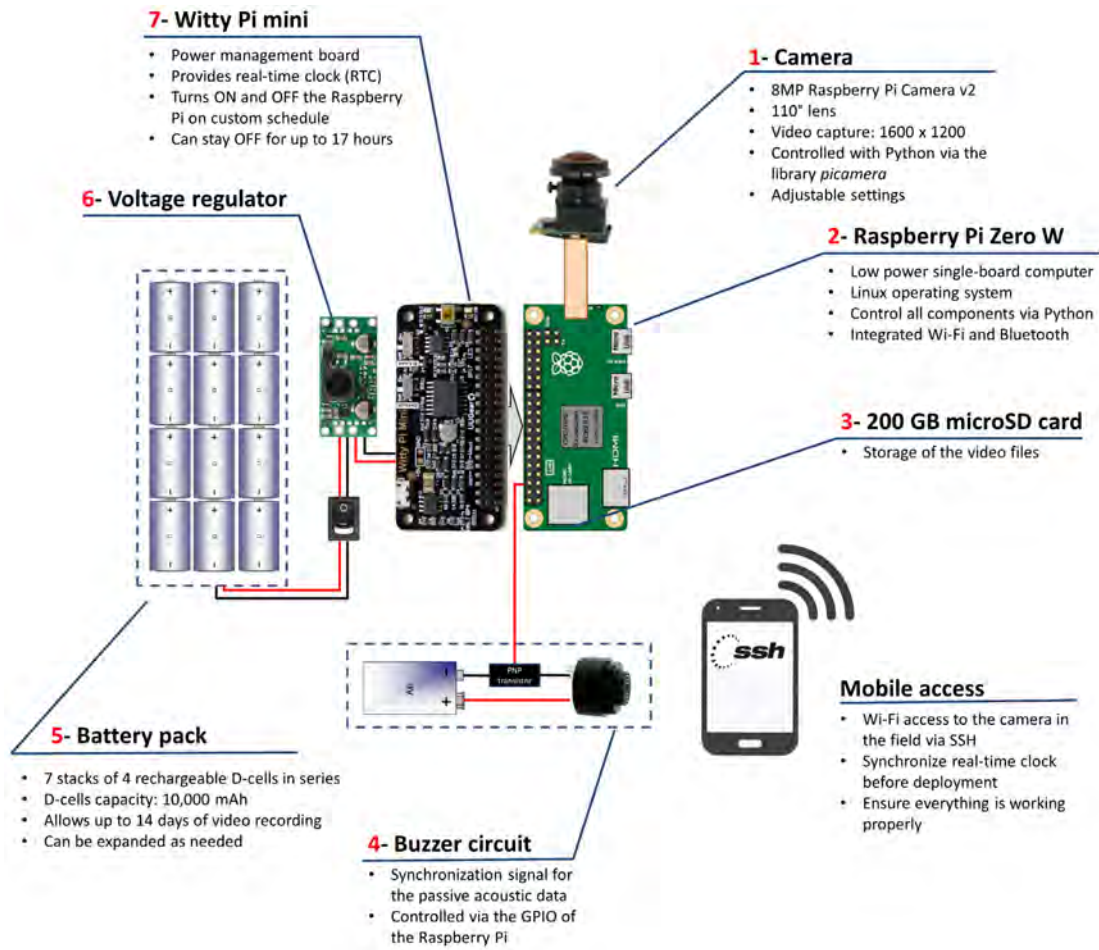 7- Witty Pi mini
• Power management board
• Provides real-time clock (RTC)
• Turns ON and OFF the Raspberry
Pi on custom schedule
• Can stay OFF for up to 17 hours
1- Camera
• 8MP Raspberry Pi Camera v2
• 110° lens
• Video capture: 1600 x 1200
• Controlled with Python via the
library picamera
• Adjustable settings
6- Voltage regulator
2- Raspberry Pi Zero W
• Low power single-board computer
• Linux operating system
• Control all components via Python
• Integrated Wi-Fi and Bluetooth
Witty Pi Mini
UUGear
Micro
USB
Micro
USB
HDMI
3- 200 GB microSD card
• Storage of the video files
ssh
9V
PNP
transistor
- 
+
Mobile access
• Wi-Fi access to the camera in
the field via SSH
• Synchronize real-time clock
before deployment
• Ensure everything is working
properly
5- Battery pack
• 7 stacks of 4 rechargeable D-cells in series
• D-cells capacity: 10,000 mAh
• Allows up to 14 days of video recording
• Can be expanded as needed
4- Buzzer circuit
• Synchronization signal for
the passive acoustic data
• Controlled via the GPIO of
the Raspberry Pi